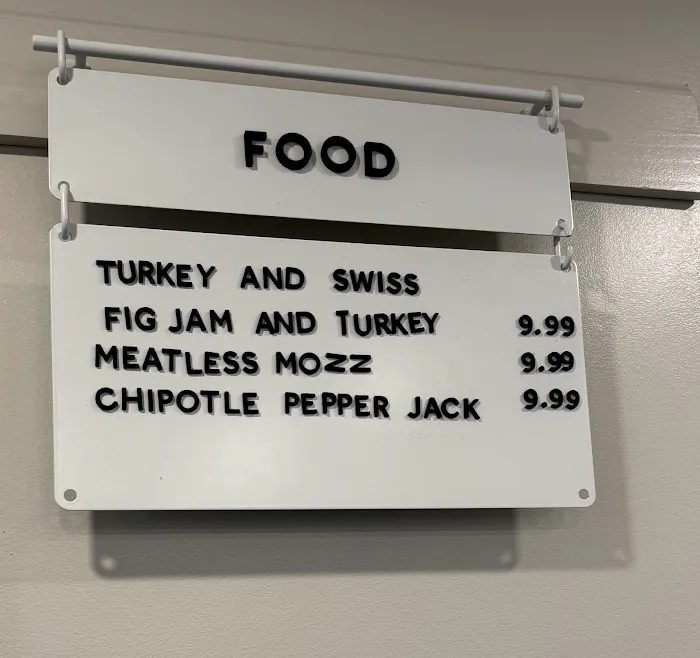 FOOD
TURKEY AND SWISS
FIG JAM AND TURKEY 9.99
MEATLESS MOZZ 9.99
CHIPOTLE PEPPER JACK 9.99